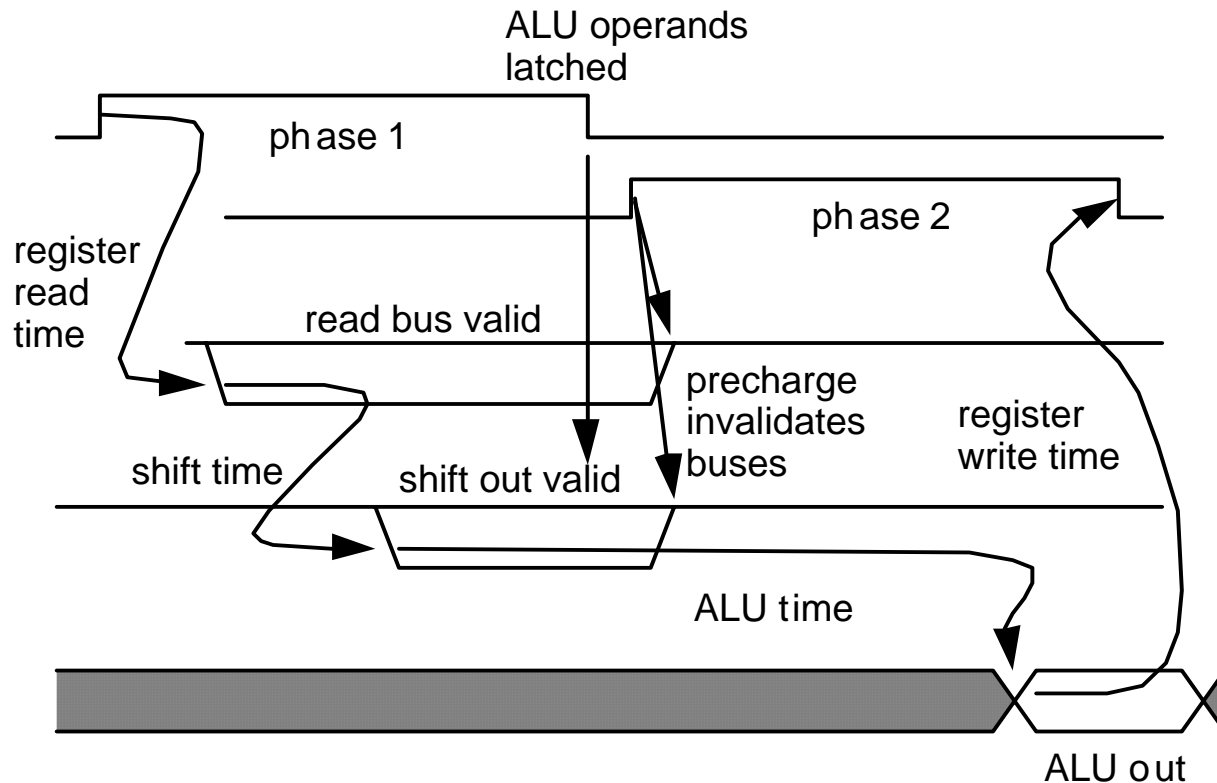 ALU operands
latched
phase 1
phase 2
register
read
time
read bus valid
precharge
invalidates
buses
register
write time
shift time
shift out valid
ALU time
ALU out